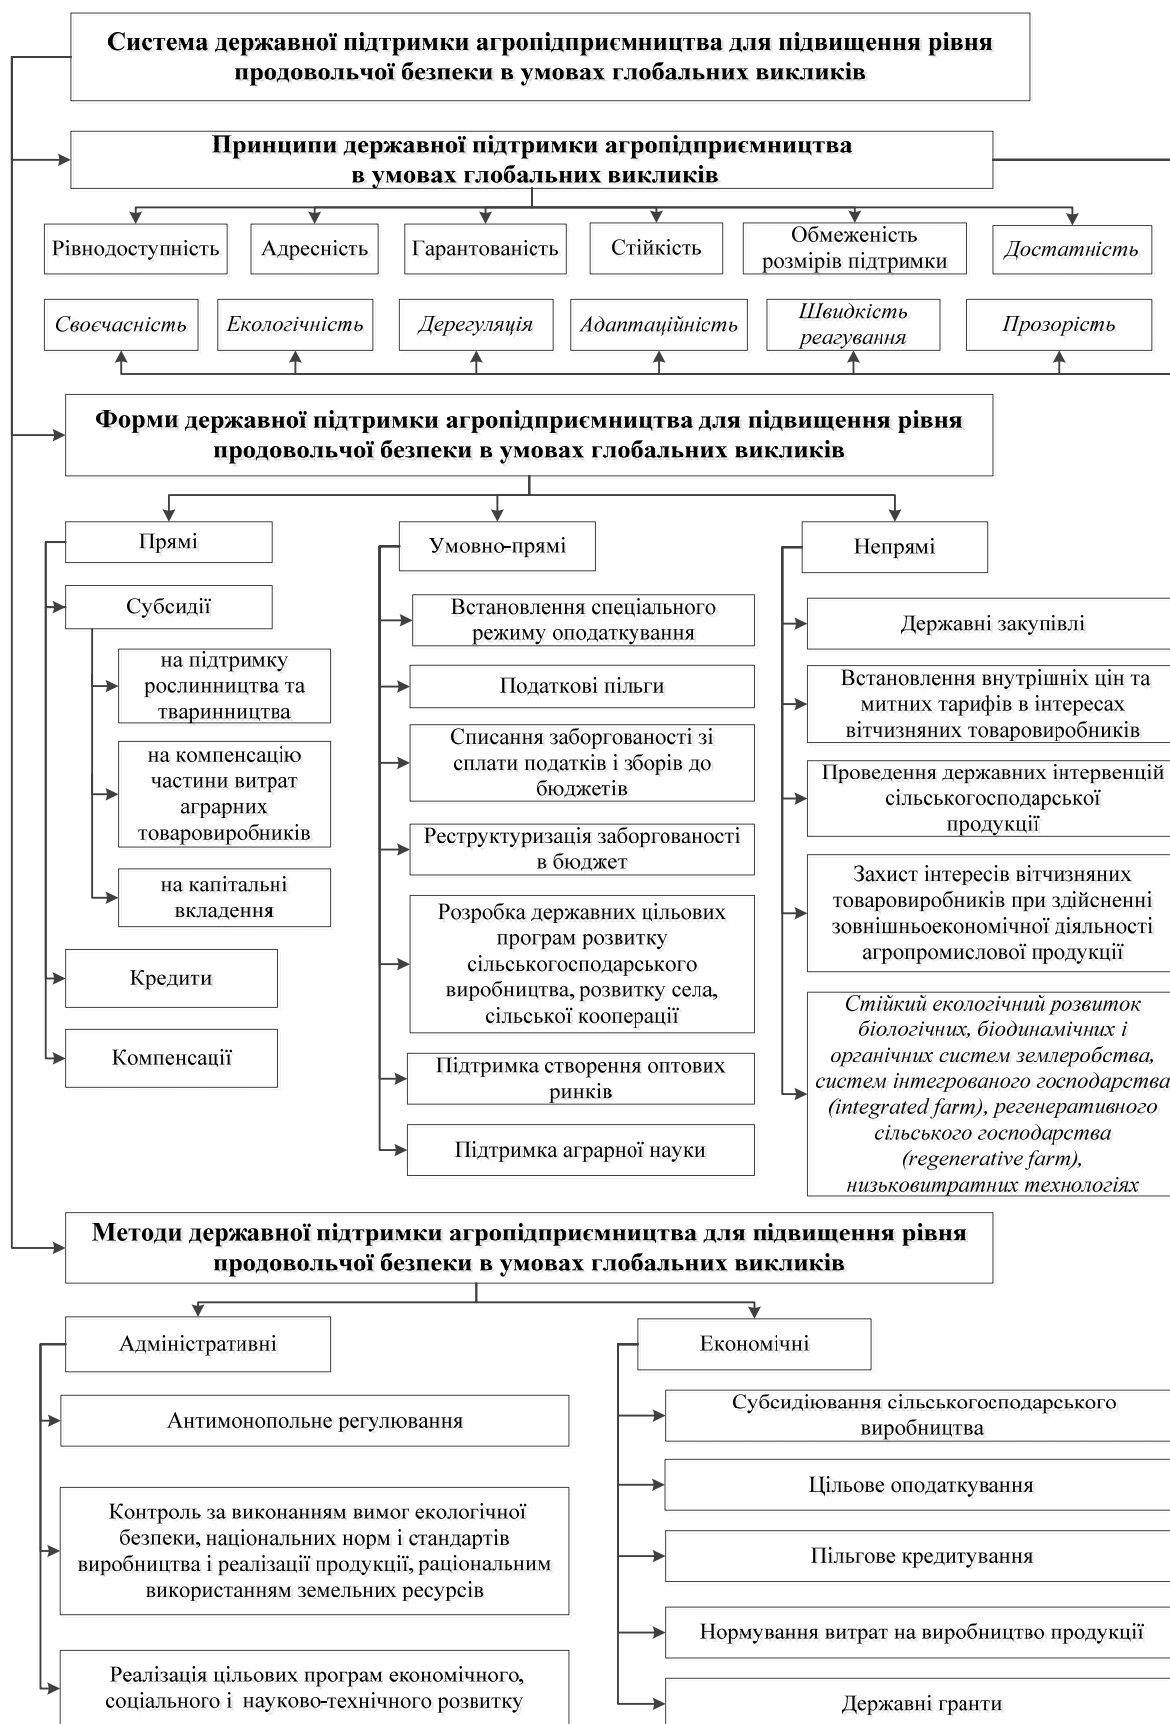 Система державної підтримки агропідприємництва для підвищення рівня
продовольчої безпеки в умовах глобальних викликів
Принципи державної підтримки агропідприємництва
в умовах глобальних викликів
Рівнодоступність
Адресність
Гарантованість
Стійкість
Обмеженість
розмірів підтримки
Достатність
Своєчасність
Екологічність
Дерегуляція
Адаптаційність
Швидкість
реагування
Прозорість
Форми державної підтримки агропідприємництва для підвищення рівня
продовольчої безпеки в умовах глобальних викликів
Прямі
Субсидії
на підтримку
рослинництва та
тваринництва
на компенсацію
частини витрат
аграрних
товаровиробників
на капітальні
вкладення
Кредити
Компенсації
Умовно-прямі
Встановлення спеціального
режиму оподаткування
Податкові пільги
Списання заборгованості зі
сплати податків і зборів до
бюджетів
Реструктуризація заборгованості
в бюджет
Розробка державних цільових
програм розвитку
сільськогосподарського
виробництва, розвитку села,
сільської кооперації
Підтримка створення оптових
ринків
Підтримка аграрної науки
Непрямі
Державні закупівлі
Встановлення внутрішніх цін та
митних тарифів в інтересах
вітчизняних товаровиробників
Проведення державних інтервенцій
сільськогосподарської
продукції
Захист інтересів вітчизняних
товаровиробників при здійсненні
зовнішньоекономічної діяльності
агропромислової продукції
Стійкий екологічний розвиток
біологічних, біодинамічних і
органічних систем землеробства,
систем інтегрованого господарства
(integrated farm), регенеративного
сільського господарства
(regenerative farm),
низьковитратних технологіях
Методи державної підтримки агропідприємництва для підвищення рівня
продовольчої безпеки в умовах глобальних викликів
Адміністративні
Антимонопольне регулювання
Контроль за виконанням вимог екологічної
безпеки, національних норм і стандартів
виробництва і реалізації продукції, раціональним
використанням земельних ресурсів
Реалізація цільових програм економічного,
соціального і науково-технічного розвитку
Економічні
Субсидіювання сільськогосподарського
виробництва
Цільове оподаткування
Пільгове кредитування
Нормування витрат на виробництво продукції
Державні гранти